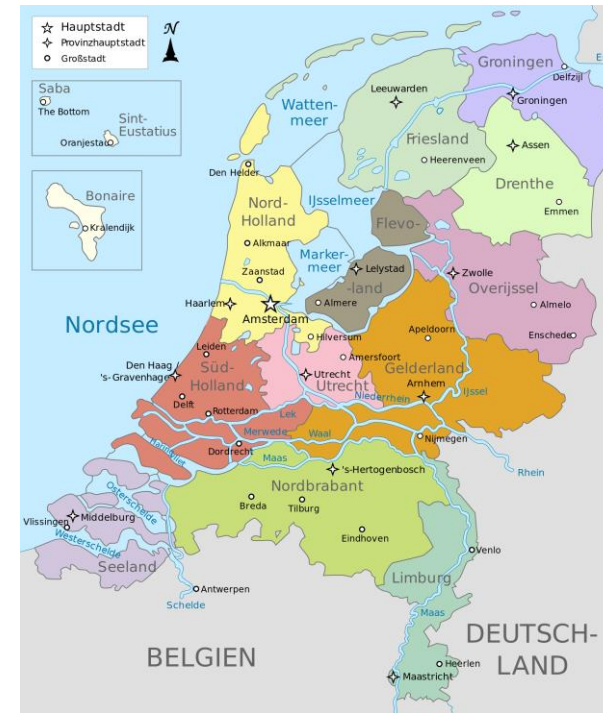 Hauptstadt
Provinzhauptstadt
Großstadt
N
Saba
The Bottom
Sint-
Eustatius
Oranjestad
Bonaire
Kralendijk
Groningen
Delfzijl
Leeuwarden
Groningen
Watten-
meer
Friesland
Assen
Heerenveen
Den Helder
Drenthe
Nord-
Holland
IJsselmeer
Emmen
Flevo-
Alkmaar
Marker-
meer
Lelystad
Zwolle
Zaanstad
-land
Overijssel
Haarlem
Almere
Almelo
Amsterdam
Nordsee
Apeldoorn
Hilversum
Enschede
Leiden
Amersfoort
Den Haag /
's-Gravenhage
Süd-
Holland
Utrecht
Utrecht
Gelderland
Arnhem
IJssel
Delft
Niederrhein
Rotterdam
Lek
Merwede
Waal
Nijmegen
Dordrecht
Maas
Rhein
's-Hertogenbosch
Nordbrabant
Osterschelde
Breda
Tilburg
Middelburg
Vlissingen
Westerschelde
Eindhoven
Venlo
Seeland
Antwerpen
Limburg
Schelde
Maas
DEUTSCH-
LAND
BELGIEN
Heerlen
Maastricht